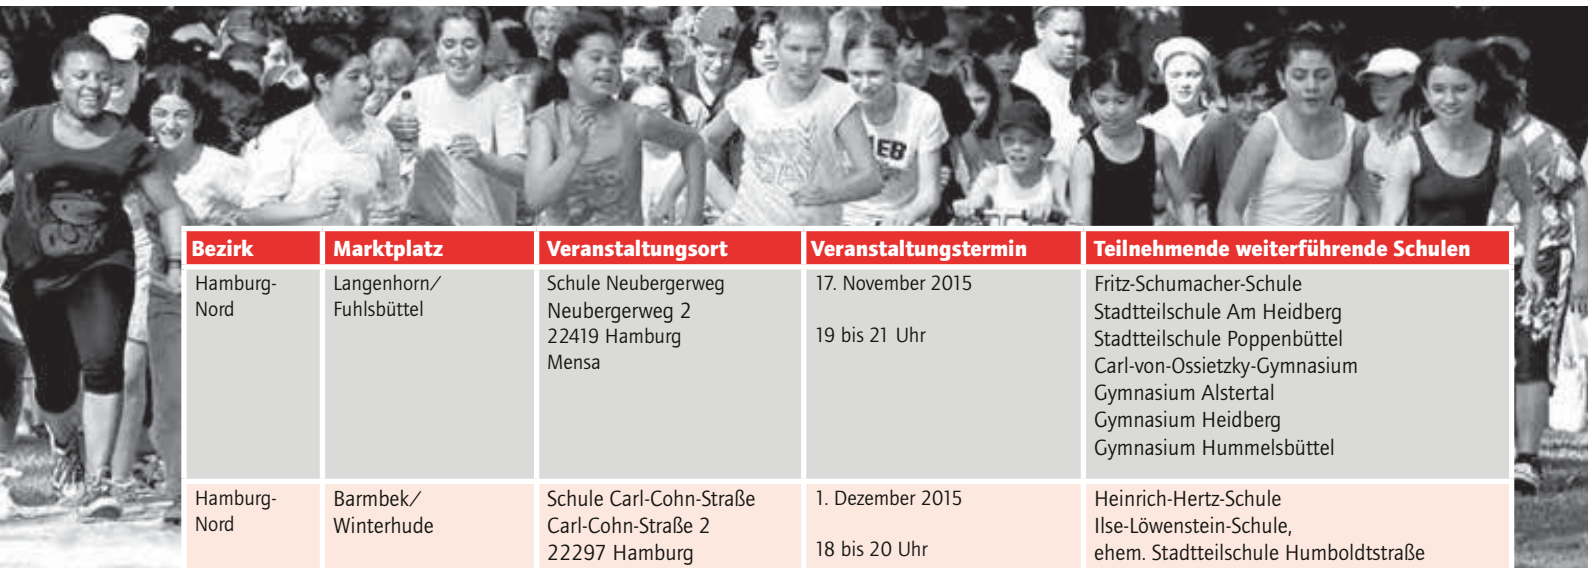 EB
Bezirk Marktplatz Veranstaltungsort Veranstaltungstermin Teilnehmende weiterführende Schulen
Hamburg-
Nord
Langenhorn/
Fuhlsbüttel
Schule Neubergerweg
Neubergerweg 2
22419 Hamburg
Mensa
17. November 2015
19 bis 21 Uhr
Fritz-Schumacher-Schule
Stadtteilschule Am Heidberg
Stadtteilschule Poppenbüttel
Carl-von-Ossietzky-Gymnasium
Gymnasium Alstertal
Gymnasium Heidberg
Gymnasium Hummelsbüttel
Hamburg-
Nord
Barmbek/
Winterhude
Schule Carl-Cohn-Straße
Carl-Cohn-Straße 2
22297 Hamburg
1. Dezember 2015
18 bis 20 Uhr
Heinrich-Hertz-Schule
Ilse-Löwenstein-Schule,
ehem. Stadtteilschule Humboldtstraße